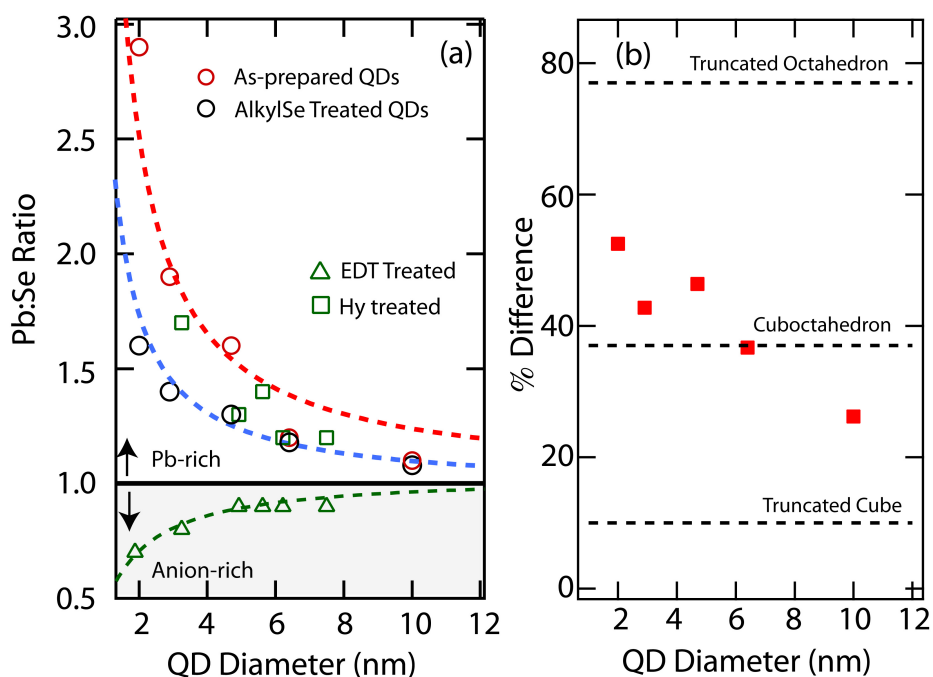 (a)
As-prepared QDs
AlkylSe Treated QDs
EDT Treated
Hy treated
Pb-rich
Anion-rich
Pb:Se Ratio
3.0
2.5
2.0
1.5
1.0
0.5
2 4 6 8 10 12
QD Diameter (nm)
(b)
Truncated Octahedron
Cuboctahedron
Truncated Cube
% Difference
80
60
40
20
0
2 4 6 8 10 12
QD Diameter (nm)